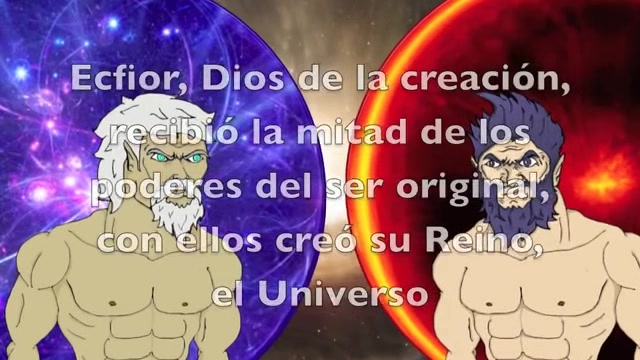 Ecfior, Dios de la creación,
recibió la mitad de los
poderes del ser original,
con ellos creó su Reino,
el Universo